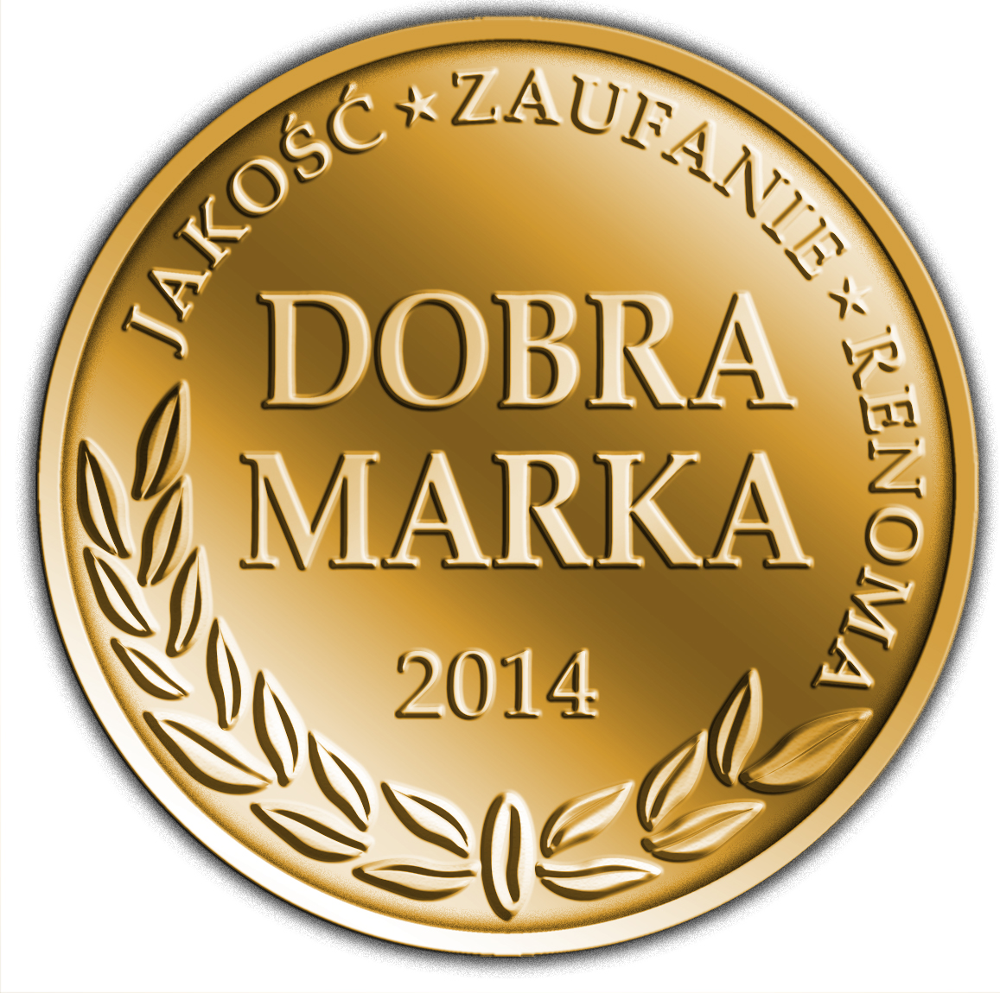 JAKOŚĆ ★ ZAUFANIE ★ RENOMA
DOBRA
MARKA
2014